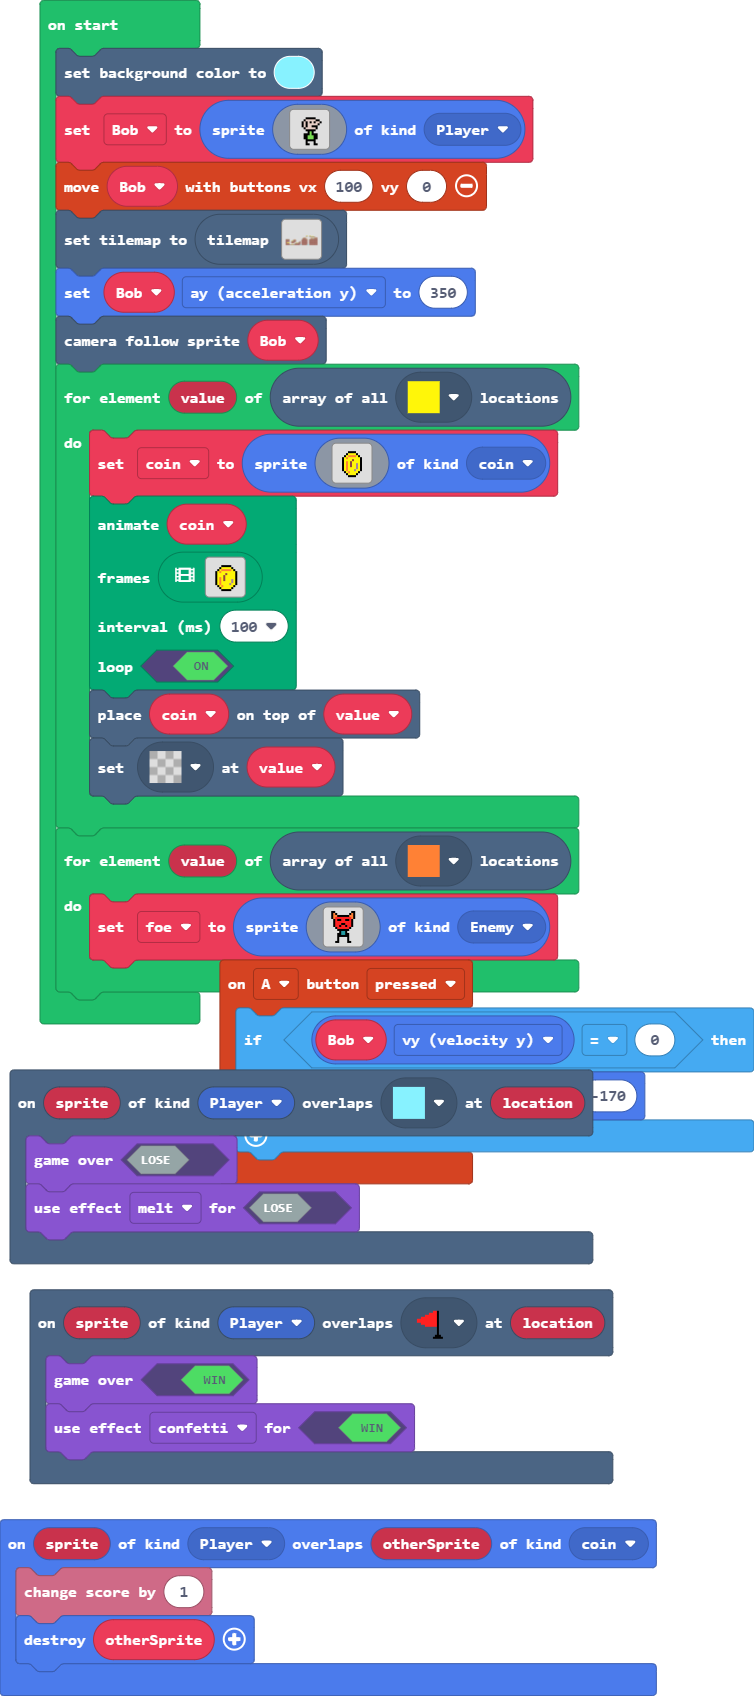 on start
set background color to
set Bob to sprite of kind Player
move Bob with buttons vx 100 vy 0
set tilemap to tilemap
set Bob ay (acceleration y) to 350
camera follow sprite Bob
for element value of array of all locations
do
set coin to sprite of kind coin
animate coin
frames
interval (ms) 100
loop ON
place coin on top of value
set at value
for element value of array of all locations
do
set foe to sprite of kind Enemy
on A button pressed
if Bob vy (velocity y) = 0 then
-170
on sprite of kind Player overlaps at location
game over LOSE
use effect melt for LOSE
on sprite of kind Player overlaps at location
game over WIN
use effect confetti for WIN
on sprite of kind Player overlaps otherSprite of kind coin
change score by 1
destroy otherSprite